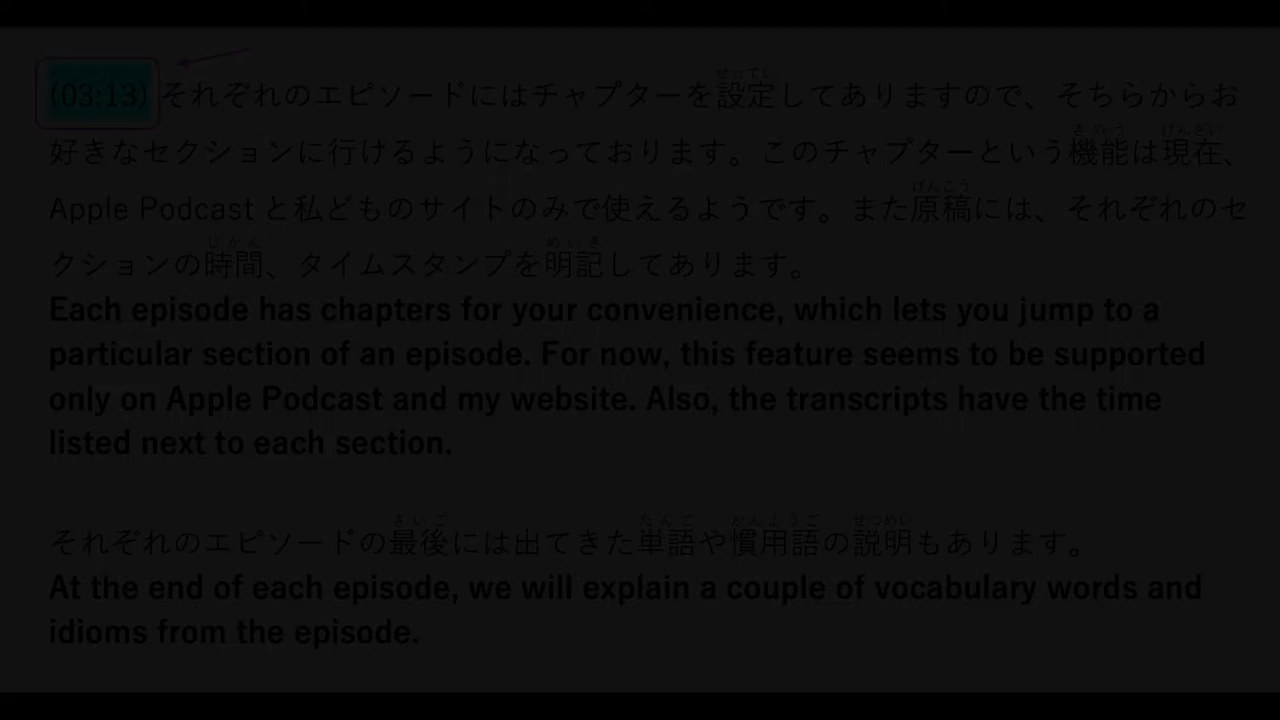 (03:13) それぞれのエピソードにはチャプターを設定してありますので、そちらからお
好きなセクションに行けるようになっております。このチャプターという機能は現在、
Apple Podcast と私どものサイトのみで使えるようです。また原稿には、それぞれのセ
クションの時間、タイムスタンプを明記してあります。
Each episode has chapters for your convenience, which lets you jump to a
particular section of an episode. For now, this feature seems to be supported
only on Apple Podcast and my website. Also, the transcripts have the time
listed next to each section.
それぞれのエピソードの最後には出てきた単語や慣用語の説明もあります。
At the end of each episode, we will explain a couple of vocabulary words and
idioms from the episode.